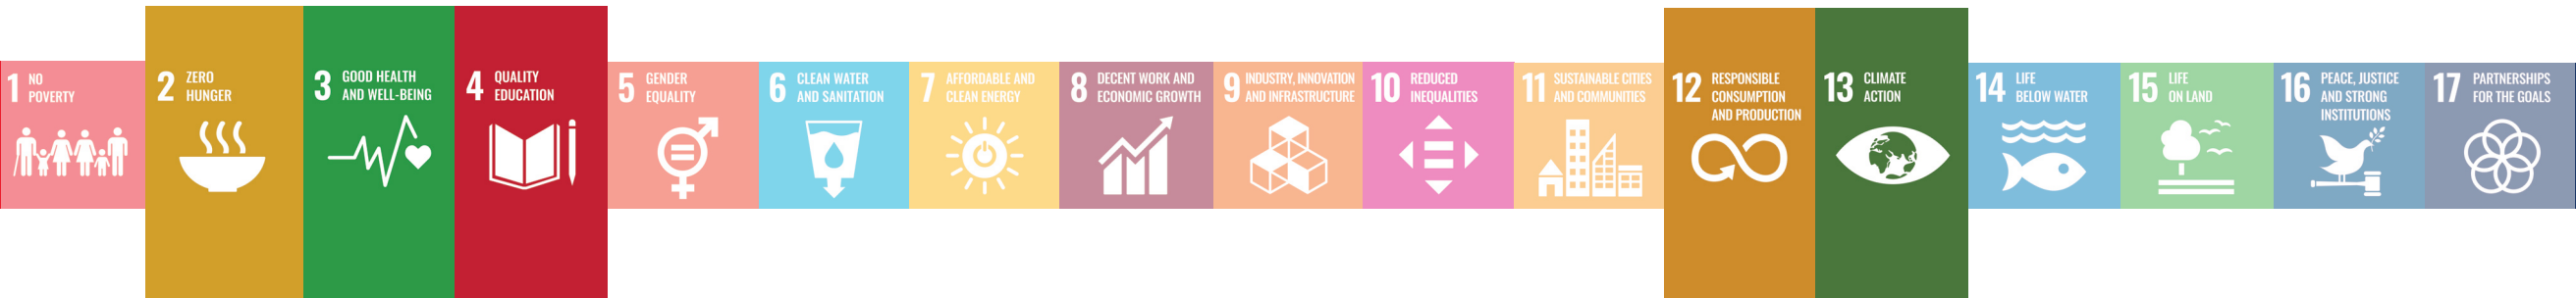 1 NO
POVERTY
2 ZERO
HUNGER
3 GOOD HEALTH
AND WELL-BEING
4 QUALITY
EDUCATION
5 GENDER
EQUALITY
6 CLEAN WATER
AND SANITATION
7 AFFORDABLE AND
CLEAN ENERGY
8 DECENT WORK AND
ECONOMIC GROWTH
9 INDUSTRY, INNOVATION
AND INFRASTRUCTURE
10 REDUCED
INEQUALITIES
11 SUSTAINABLE CITIES
AND COMMUNITIES
12 RESPONSIBLE
CONSUMPTION
AND PRODUCTION
13 CLIMATE
ACTION
14 LIFE
BELOW WATER
15 LIFE
ON LAND
16 PEACE, JUSTICE
AND STRONG
INSTITUTIONS
17 PARTNERSHIPS
FOR THE GOALS